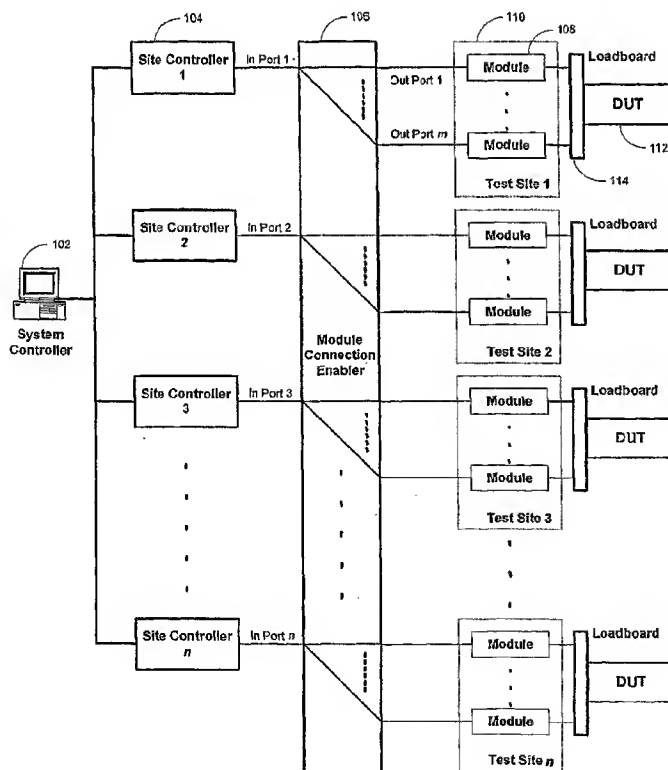 104
106
110
108
Site Controller
1
In Port 1
Out Port 1
Out Port m
Module
Module
Test Site 1
Loadboard
DUT
112
114
102
System
Controller
Site Controller
2
In Port 2
Module
Module
Test Site 2
Loadboard
DUT
Module
Connection
Enabler
Site Controller
3
In Port 3
Module
Module
Test Site 3
Loadboard
DUT
Site Controller
n
In Port n
Module
Module
Test Site n
Loadboard
DUT